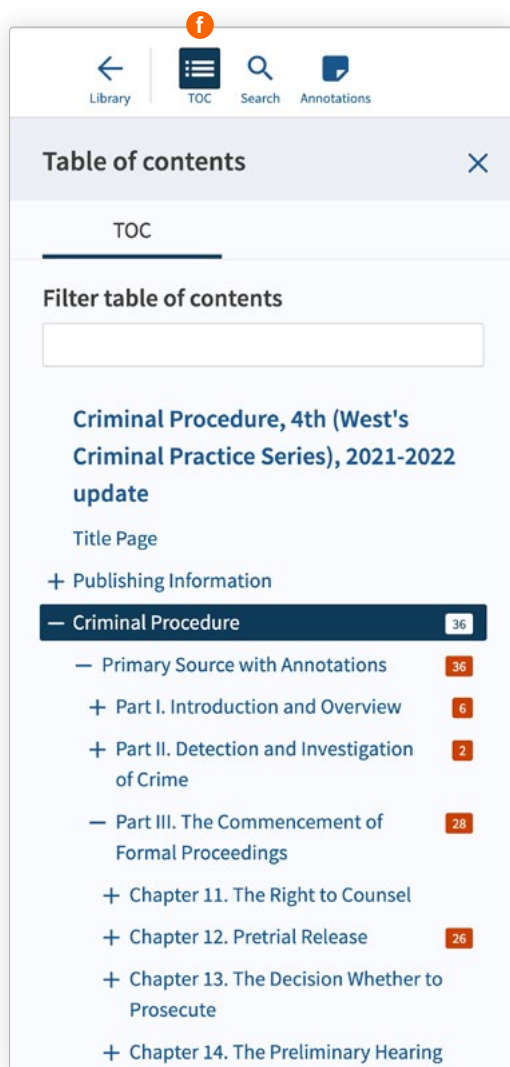 f
Library
TOC
Search
Annotations
Table of contents
TOC
Filter table of contents
Criminal Procedure, 4th (West's
Criminal Practice Series), 2021-2022
update
Title Page
+ Publishing Information
— Criminal Procedure 36
— Primary Source with Annotations 36
+ Part I. Introduction and Overview 6
+ Part II. Detection and Investigation 2
of Crime
— Part III. The Commencement of 28
Formal Proceedings
+ Chapter 11. The Right to Counsel
+ Chapter 12. Pretrial Release 26
+ Chapter 13. The Decision Whether to
Prosecute
+ Chapter 14. The Preliminary Hearing